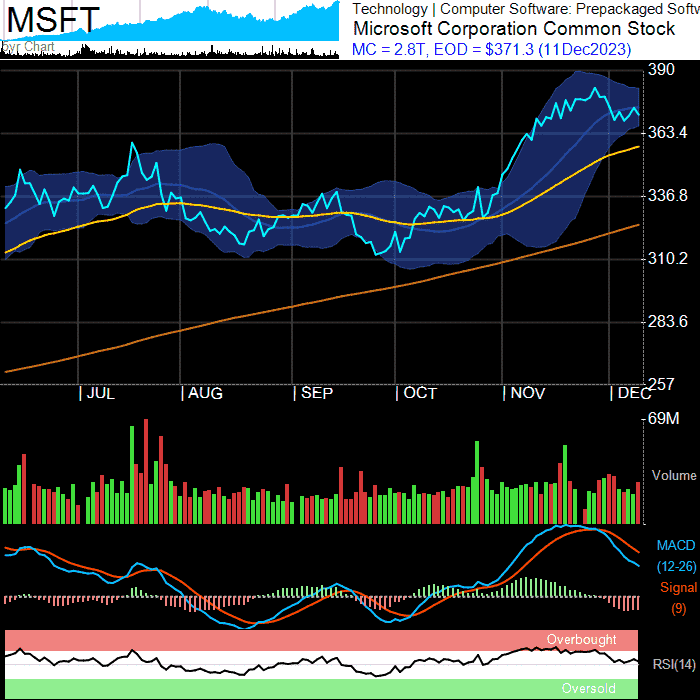 MSFT
Technology | Computer Software: Prepackaged Softw
Microsoft Corporation Common Stock
MC = 2.8T, EOD = $371.3 (11Dec2023)
Chart
390
363.4
336.8
310.2
283.6
257
| JUL | AUG | SEP | OCT | NOV | DEC
69M
Volume
MACD
(12-26)
Signal
(9)
Overbought
RSI(14)
Oversold